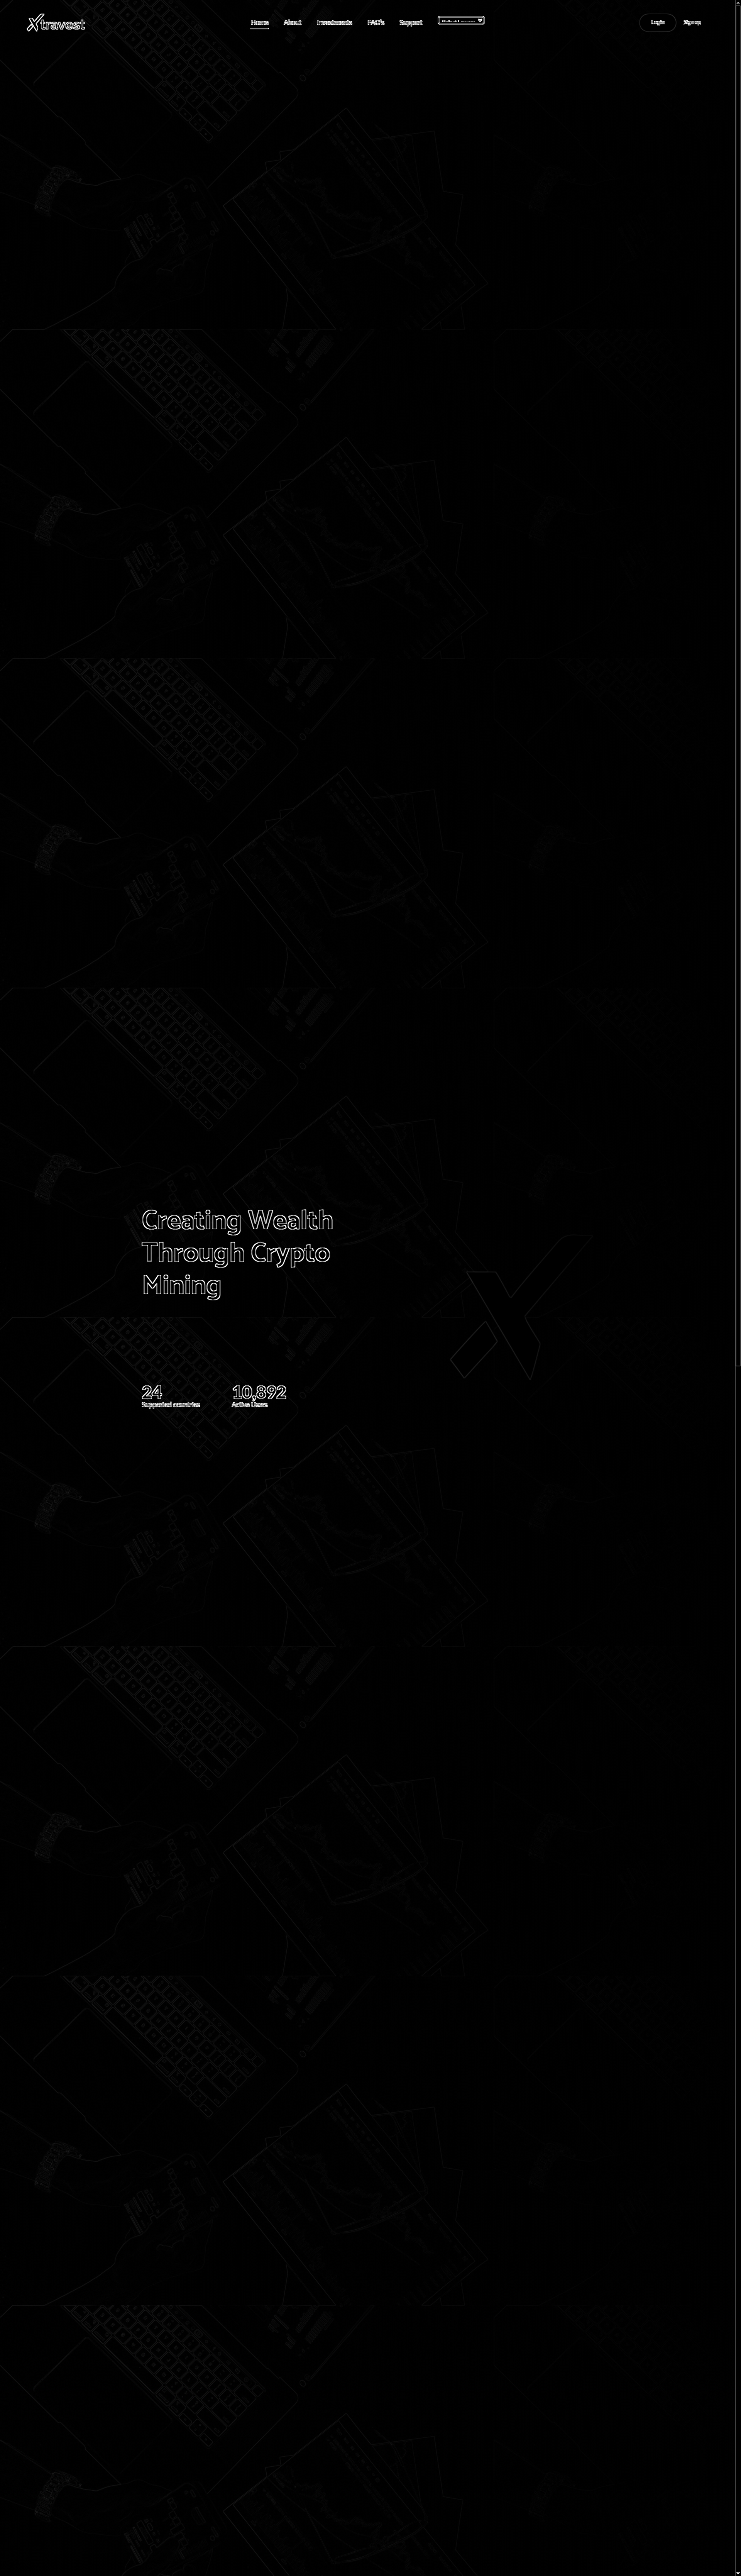 Xtravest
Home About Investments FAQ's Support
Login Sign up
Creating Wealth
Through Crypto
Mining
24 10,892
Supported countries Active Users